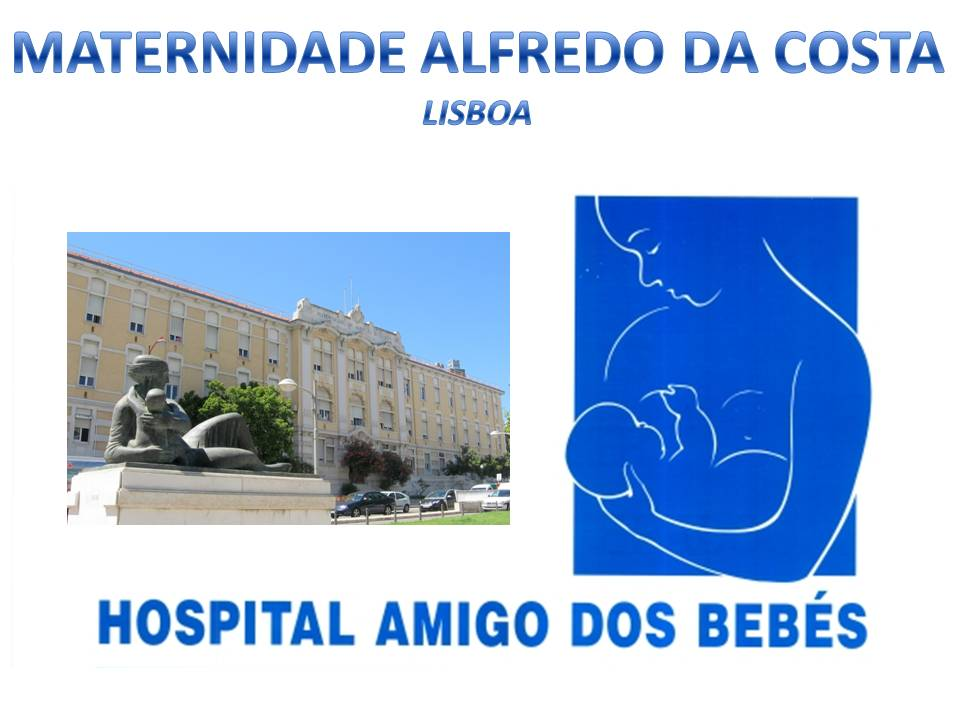 MATERNIDADE ALFREDO DA COSTA
LISBOA
HOSPITAL AMIGO DOS BEBÉS